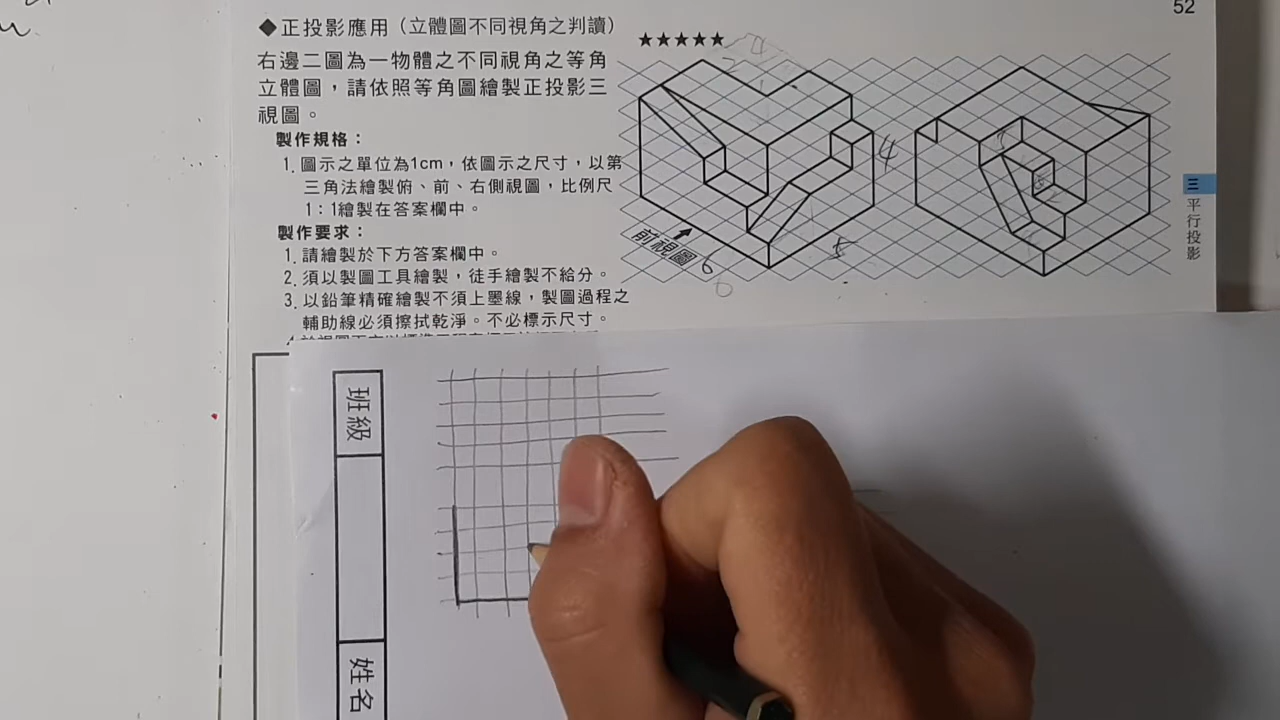 52
◆正投影應用（立體圖不同視角之判讀）
★★★★★
右邊二圖為一物體之不同視角之等角
立體圖，請依照等角圖繪製正投影三
視圖。
製作規格：
1. 圖示之單位為1cm，依圖示之尺寸，以第
三角法繪製俯、前、右側視圖，比例尺
1：1繪製在答案欄中。
製作要求：
1. 請繪製於下方答案欄中。
2. 須以製圖工具繪製，徒手繪製不給分。
3. 以鉛筆精確繪製不須上墨線，製圖過程之
輔助線必須擦拭乾淨。不必標示尺寸。
前視圖
6
6
4
三
平行投影
班級
姓名